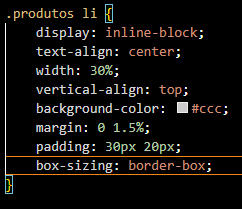 .produtos li {
display: inline-block;
text-align: center;
width: 30%;
vertical-align: top;
background-color: #ccc;
margin: 0 1.5%;
padding: 30px 20px;
box-sizing: border-box;
}